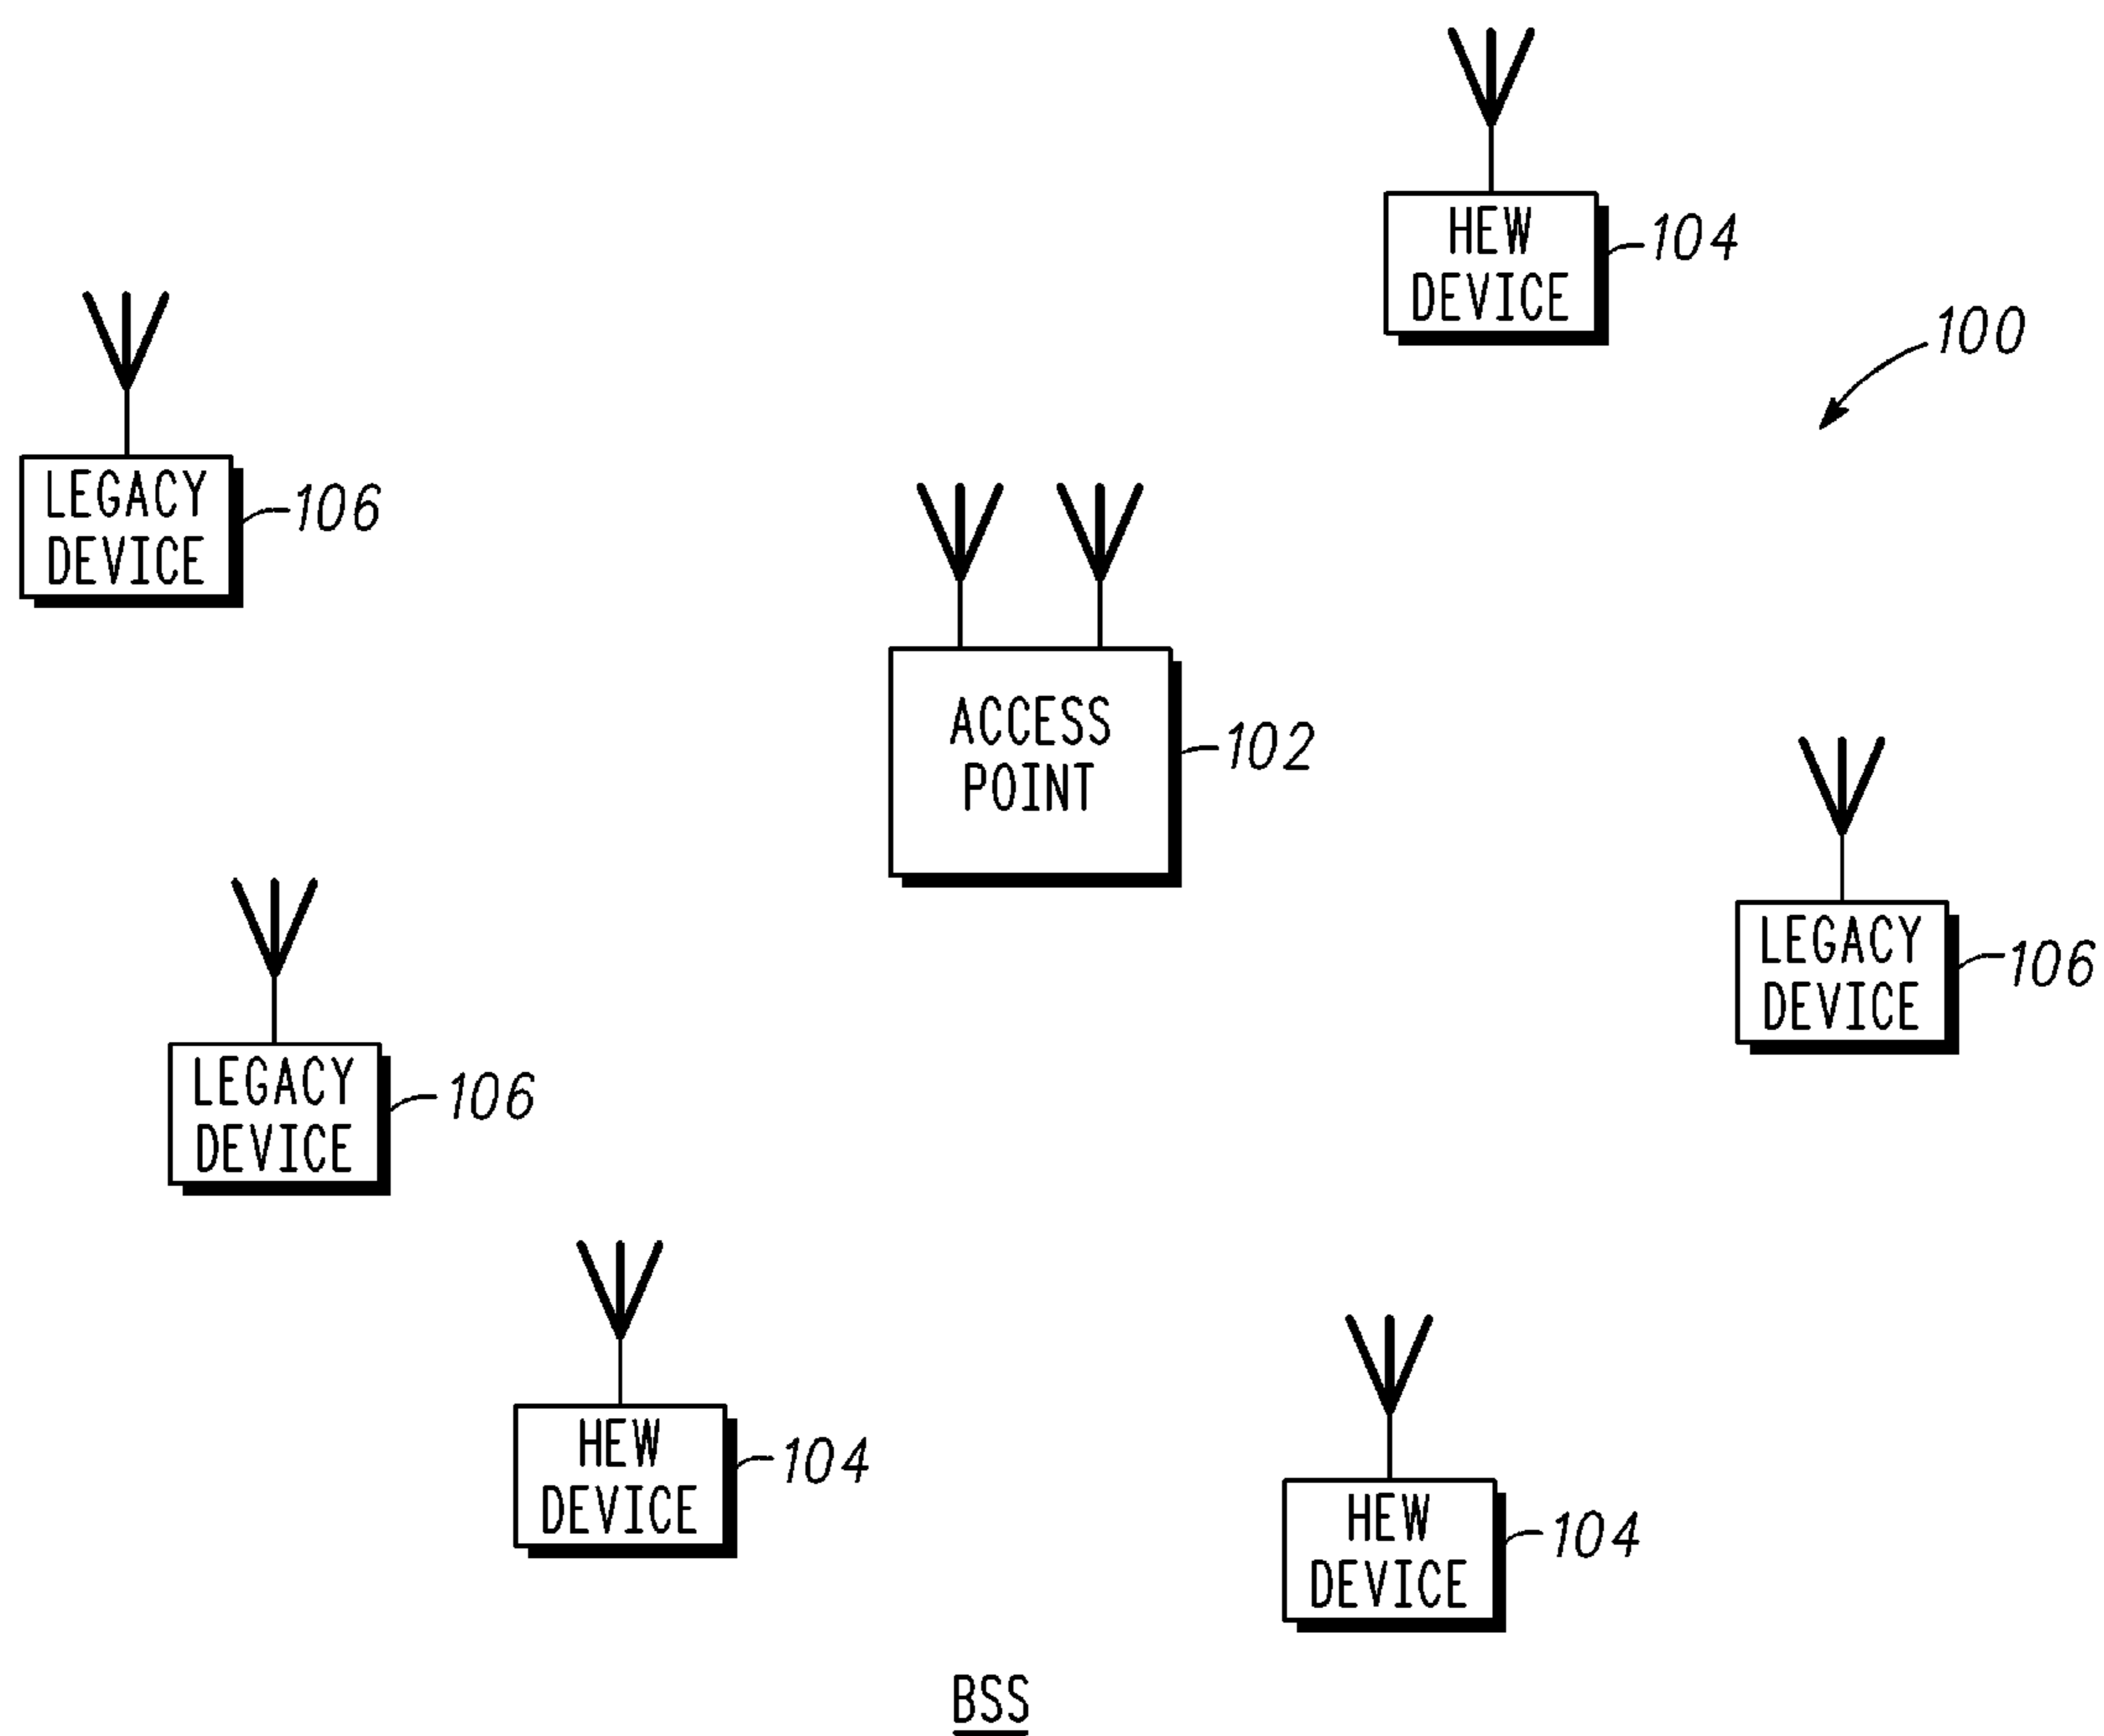 HEW
DEVICE
104
100
LEGACY
DEVICE
106
ACCESS
POINT
102
LEGACY
DEVICE
106
LEGACY
DEVICE
106
HEW
DEVICE
104
HEW
DEVICE
104
BSS